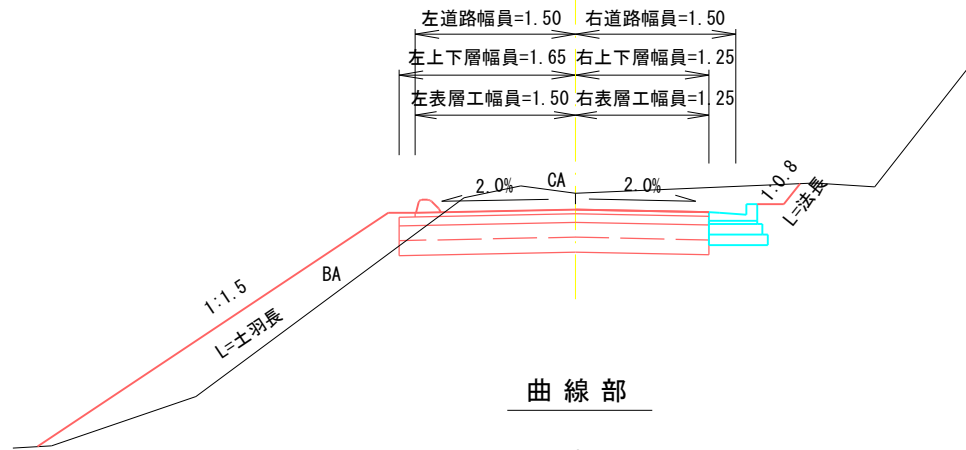 左道路幅員=1.50 右道路幅員=1.50
左上下層幅員=1.65 右上下層幅員=1.25
左表層工幅員=1.50 右表層工幅員=1.25
2.0% CA 2.0%
1:0.8
L=法長
BA
1:1.5
L=土羽長
曲線部